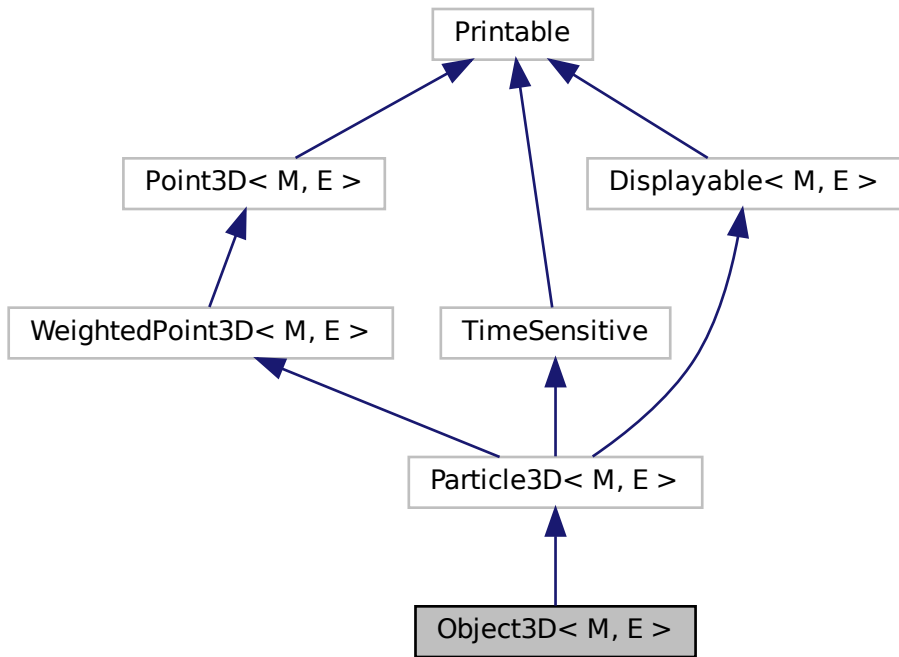 Printable
Point3D< M, E >
Displayable< M, E >
WeightedPoint3D< M, E >
TimeSensitive
Particle3D< M, E >
Object3D< M, E >